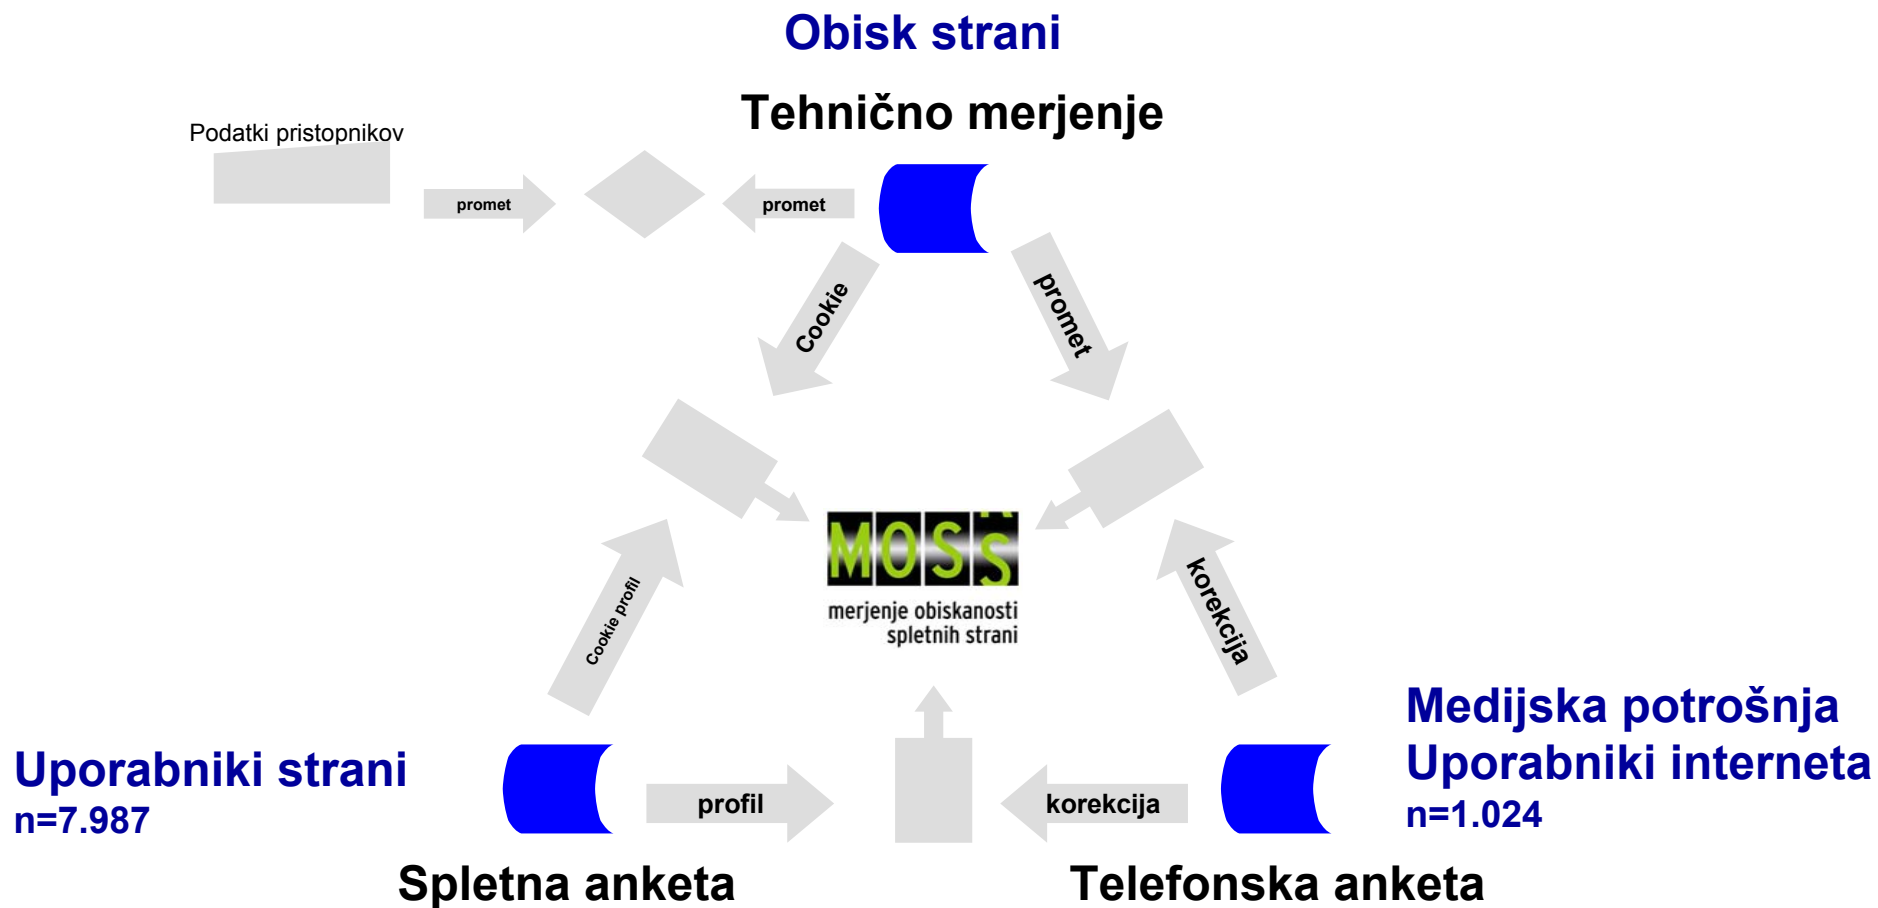 Obisk strani
Tehnično merjenje
Podatki pristopnikov
promet
promet
Cookie
promet
MOSS
merjenje obiskanosti
spletnih strani
Cookie profil
korekcija
Uporabniki strani
n=7.987
Medijska potrošnja
Uporabniki interneta
n=1.024
profil
korekcija
Spletna anketa
Telefonska anketa